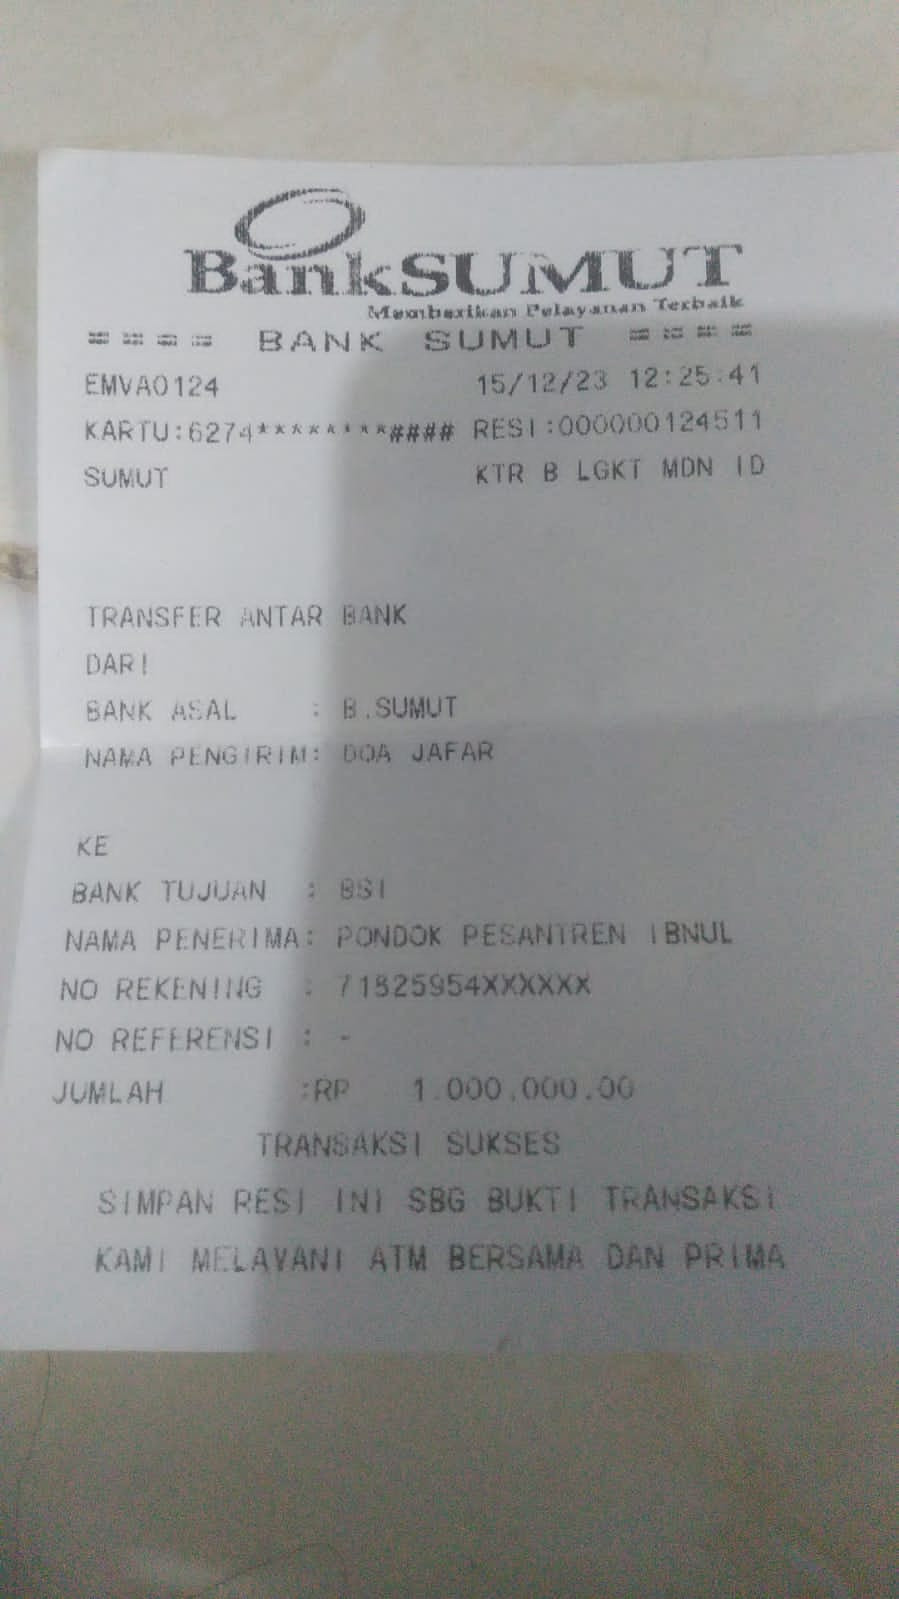 BankSUMUT
Memberikan Pelayanan Terbaik
==== BANK SUMUT ====
EMVA0124 15/12/23 12:25:41
KARTU:6274********#### RESI:000000124511
SUMUT KTR B LGKT MDN ID
TRANSFER ANTAR BANK
DARI
BANK ASAL : B.SUMUT
NAMA PENGIRIM: DOA JAFAR
KE
BANK TUJUAN : BSI
NAMA PENERIMA: PONDOK PESANTREN IBNUL
NO REKENING : 71825954XXXXXX
NO REFERENSI : -
JUMLAH :RP 1.000.000.00
TRANSAKSI SUKSES
SIMPAN RESI INI SBG BUKTI TRANSAKSI
KAMI MELAYANI ATM BERSAMA DAN PRIMA